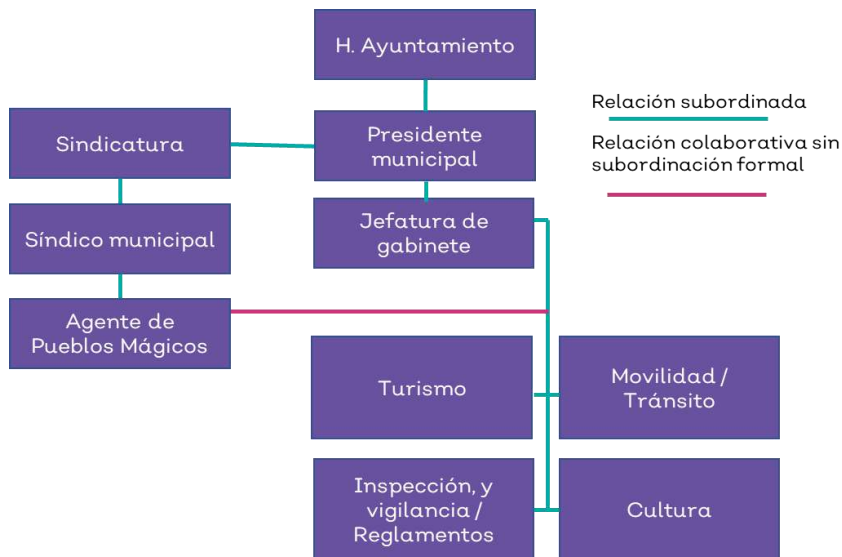 H. Ayuntamiento
Relación subordinada
Relación colaborativa sin
subordinación formal
Sindicatura
Presidente
municipal
Síndico municipal
Jefatura de
gabinete
Agente de
Pueblos Mágicos
Turismo
Movilidad /
Tránsito
Inspección, y
vigilancia /
Reglamentos
Cultura